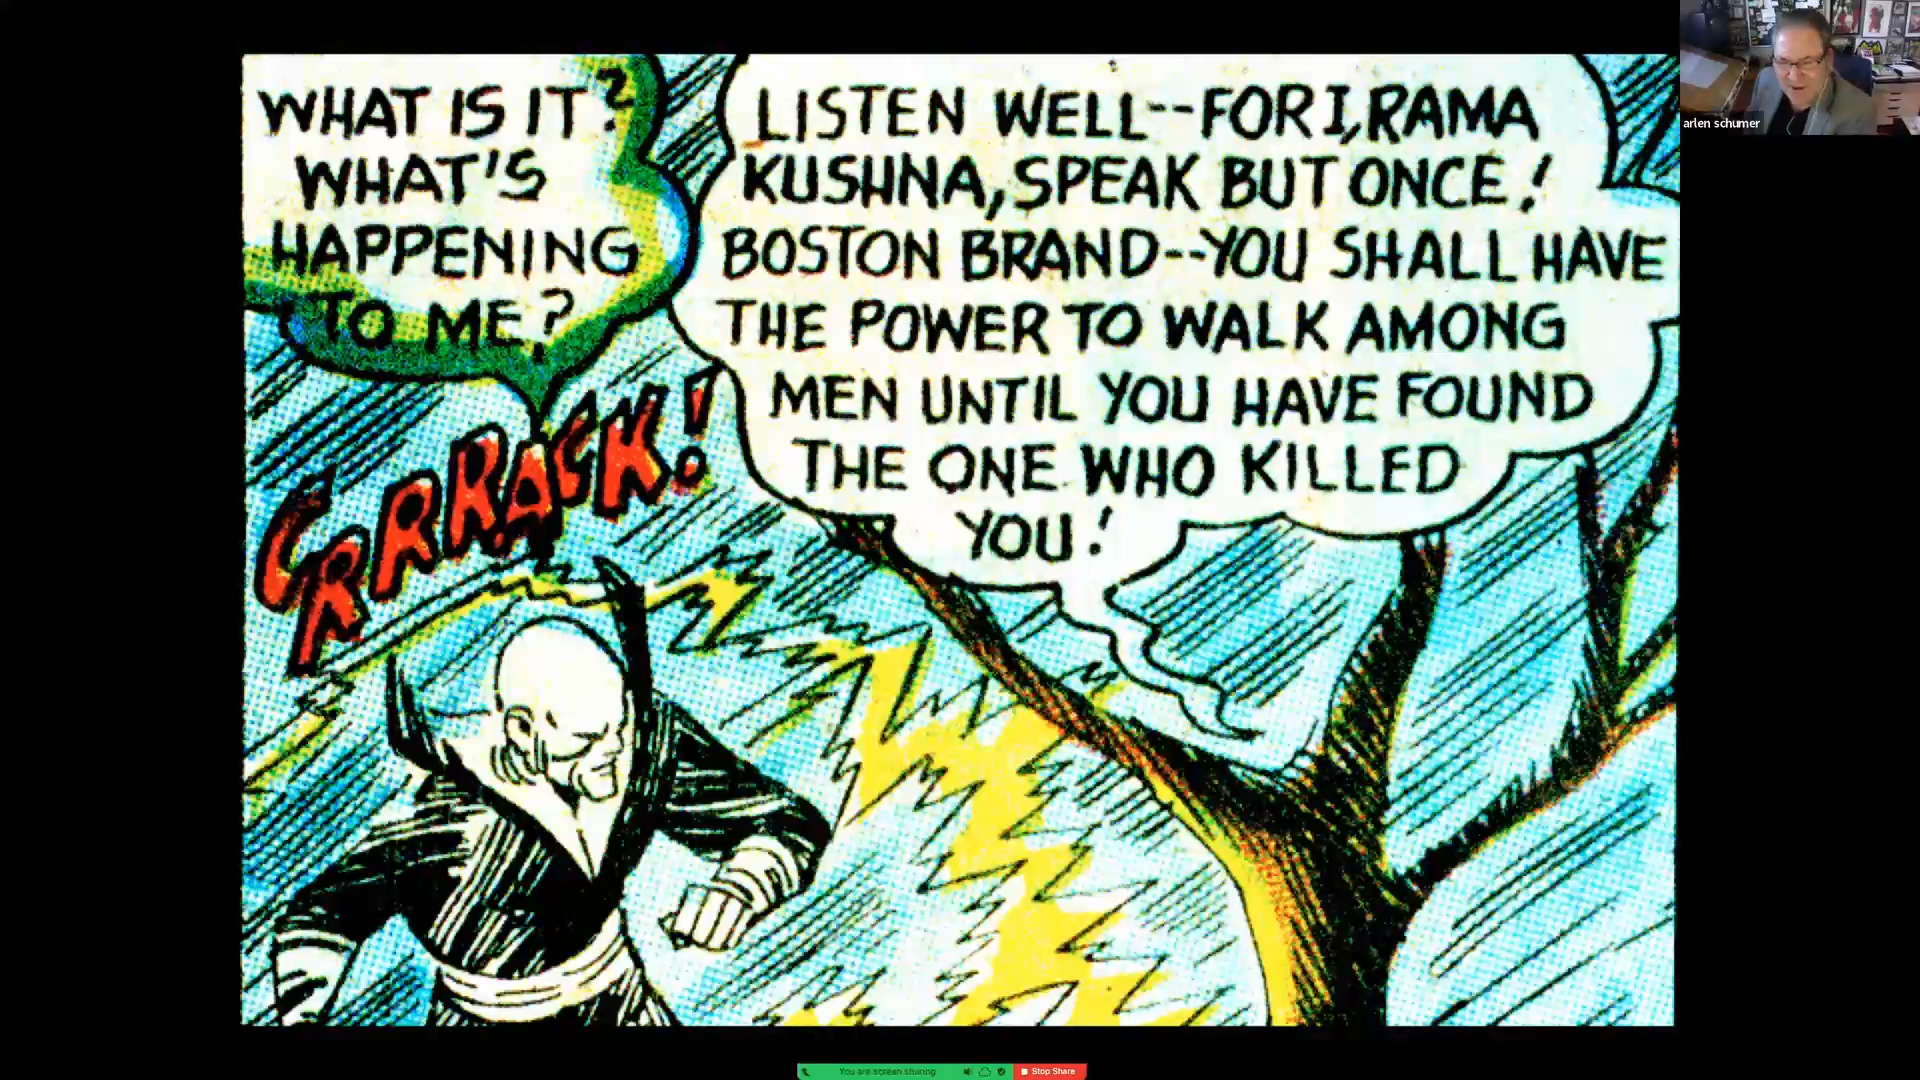 WHAT IS IT?
WHAT'S
HAPPENING
TO ME?
LISTEN WELL--FOR I, RAMA
KUSHNA, SPEAK BUT ONCE!
BOSTON BRAND--YOU SHALL HAVE
THE POWER TO WALK AMONG
MEN UNTIL YOU HAVE FOUND
THE ONE WHO KILLED
YOU!
CRRRRACK!
arlen schumer
You are screen sharing
Stop Share